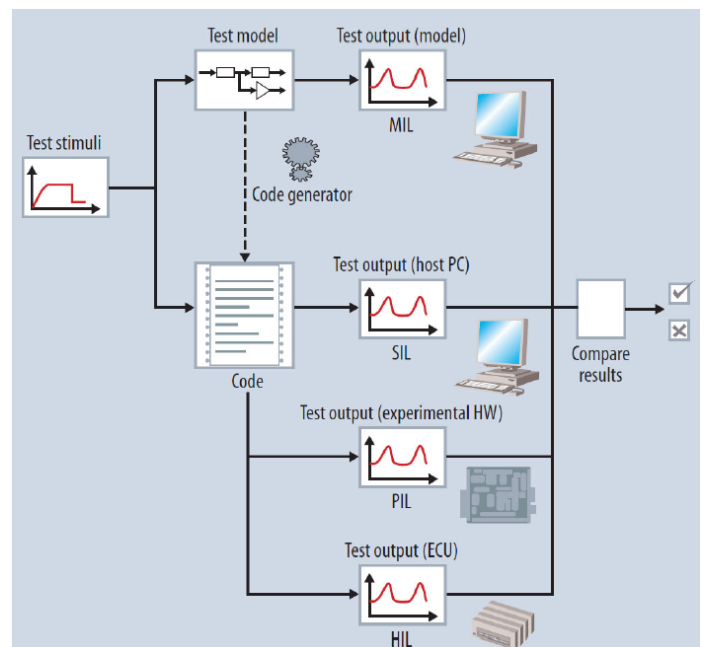 Test model
Test output (model)
MIL
Test stimuli
Code generator
Test output (host PC)
SIL
Code
Compare
results
Test output (experimental HW)
PIL
Test output (ECU)
HIL